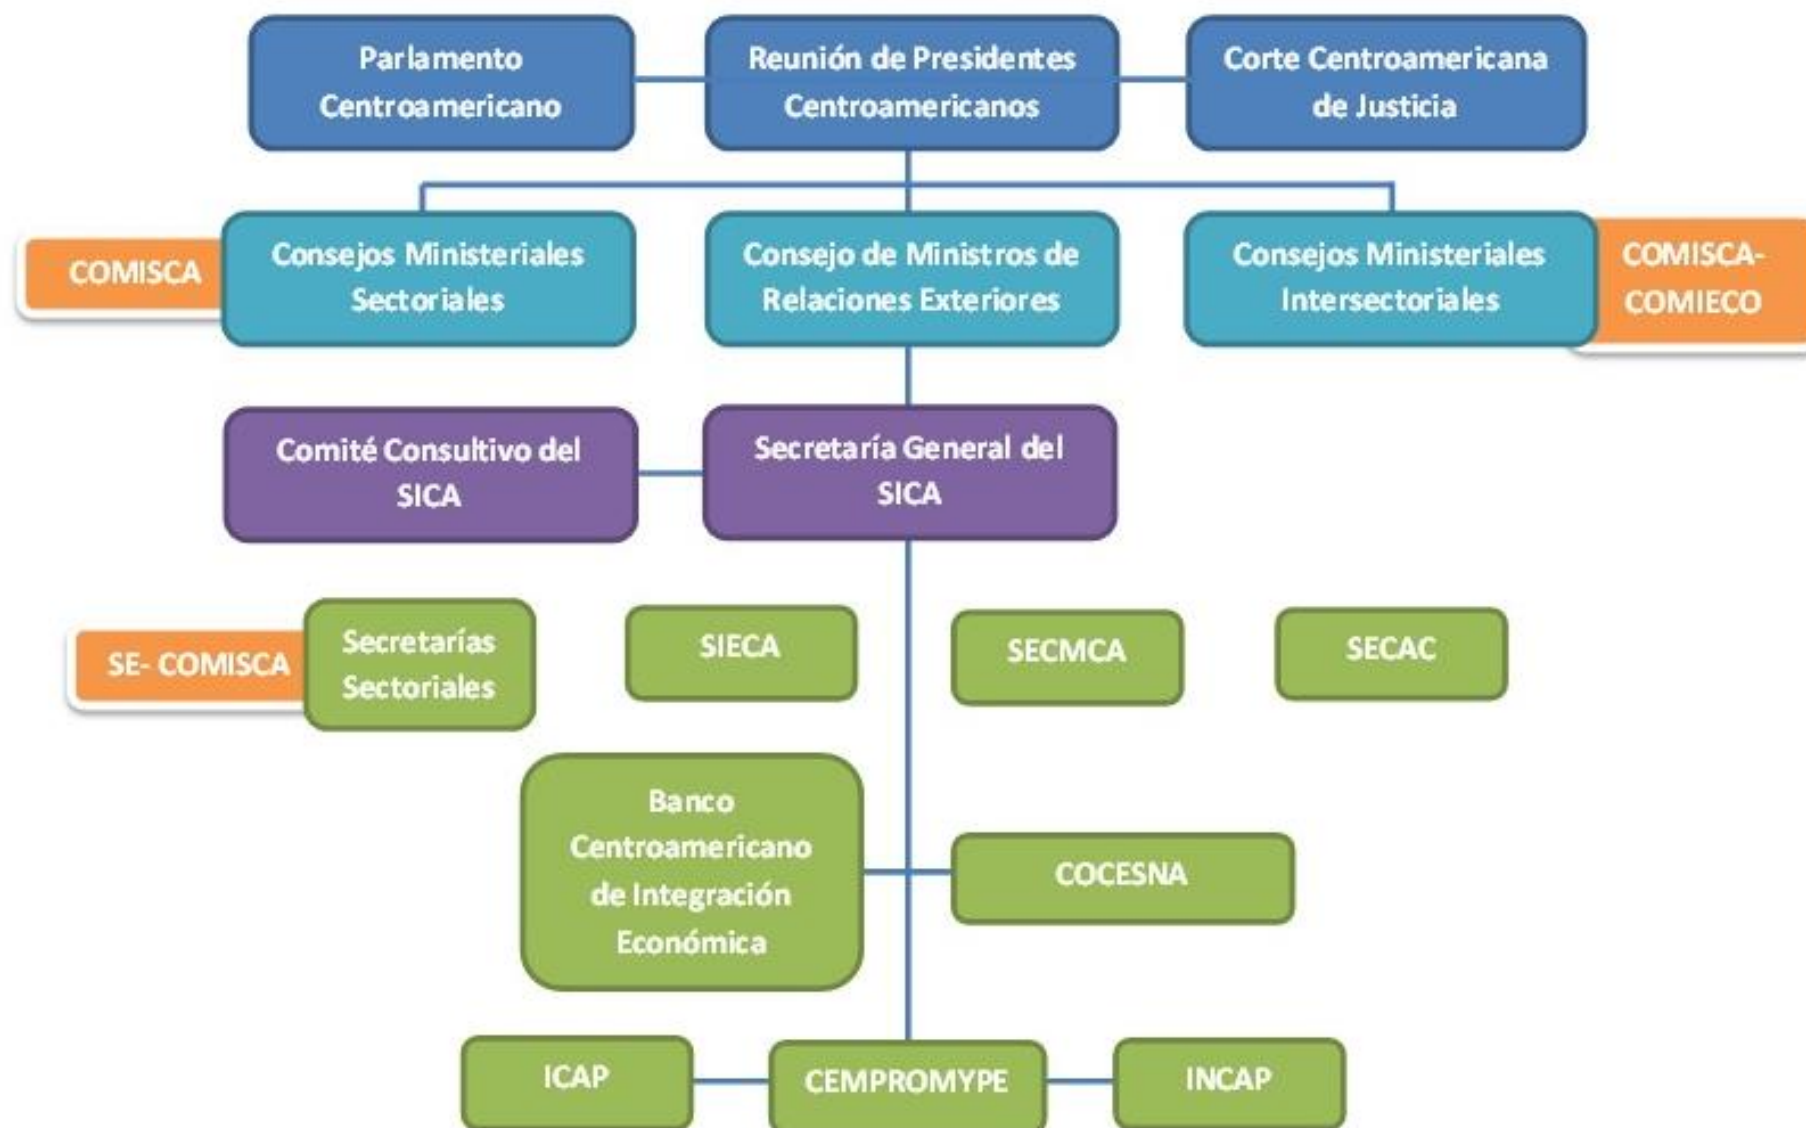 Parlamento
Centroamericano
Reunión de Presidentes
Centroamericanos
Corte Centroamericana
de Justicia
COMISCA
Consejos Ministeriales
Sectoriales
Consejo de Ministros de
Relaciones Exteriores
Consejos Ministeriales
Intersectoriales
COMISCA-
COMIECO
Comité Consultivo del
SICA
Secretaría General del
SICA
SE- COMISCA
Secretarías
Sectoriales
SIECA
SECMCA
SECAC
Banco
Centroamericano
de Integración
Económica
COCESNA
ICAP
CEMPROMYPE
INCAP